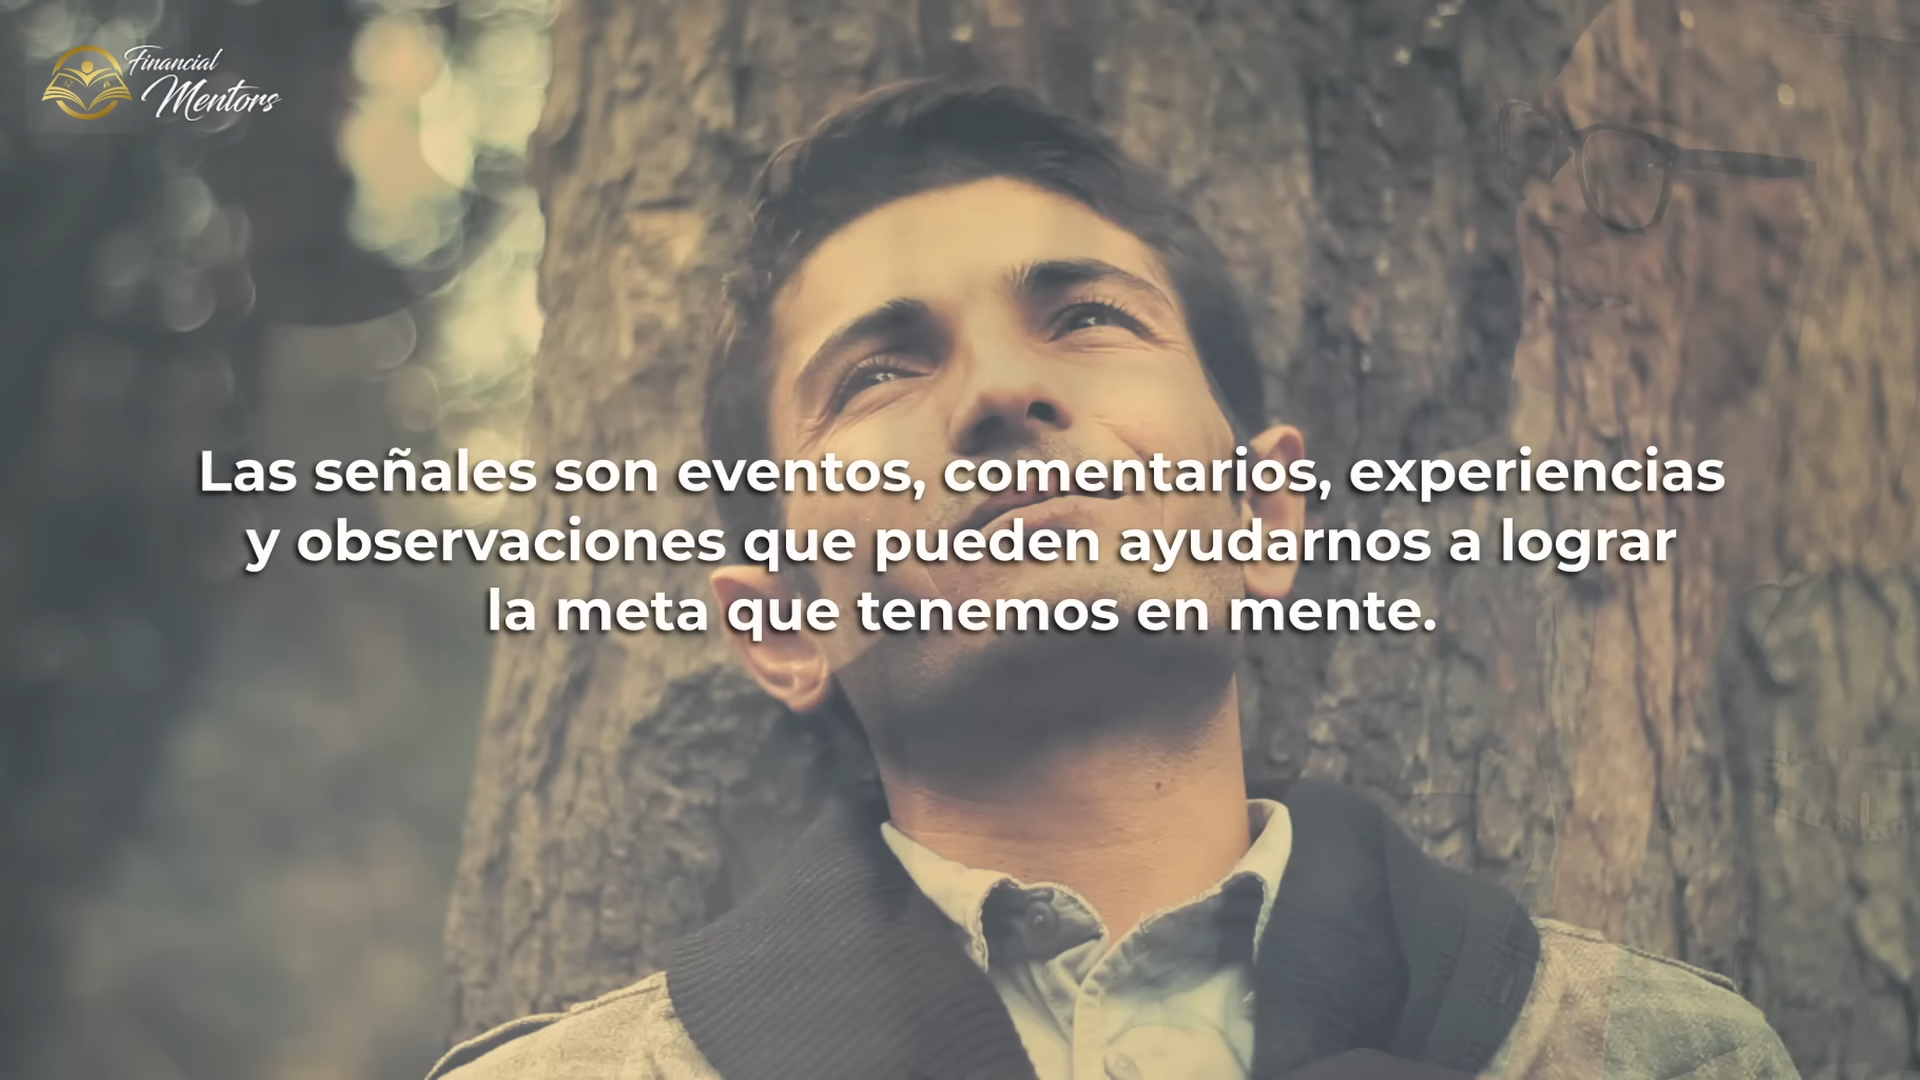 Financial
Mentors
Las señales son eventos, comentarios, experiencias
y observaciones que pueden ayudarnos a lograr
la meta que tenemos en mente.